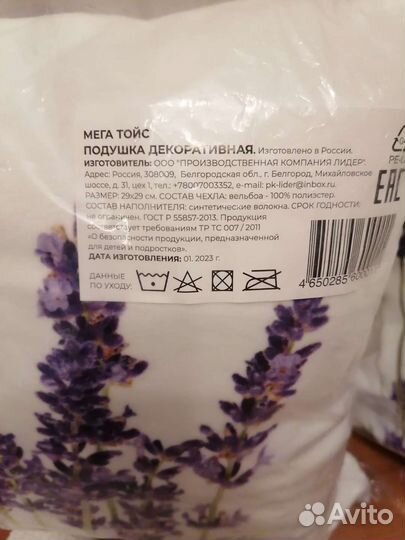 МЕГА ТОЙС
ПОДУШКА ДЕКОРАТИВНАЯ. Изготовлено в России.
ИЗГОТОВИТЕЛЬ: ООО "ПРОИЗВОДСТВЕННАЯ КОМПАНИЯ ЛИДЕР".
Адрес: Россия, 308009, Белгородская обл., г. Белгород, Михайловское
шоссе, д. 31, цех 1, тел.: +78007003352, e-mail: pk-lider@inbox.ru.
РАЗМЕР: 29х29 см. СОСТАВ ЧЕХЛА: вельбоа - 100% полиэстер.
СОСТАВ НАПОЛНИТЕЛЯ: синтетические волокна. СРОК ГОДНОСТИ:
не ограничен. ГОСТ Р 55857-2013. Продукция
соответствует требованиям ТР ТС 007 / 2011
«О безопасности продукции, предназначенной
для детей и подростков».
ДАТА ИЗГОТОВЛЕНИЯ: 01. 2023 г.
ДАННЫЕ
ПО УХОДУ:
EAC
4 650285 600
Avito